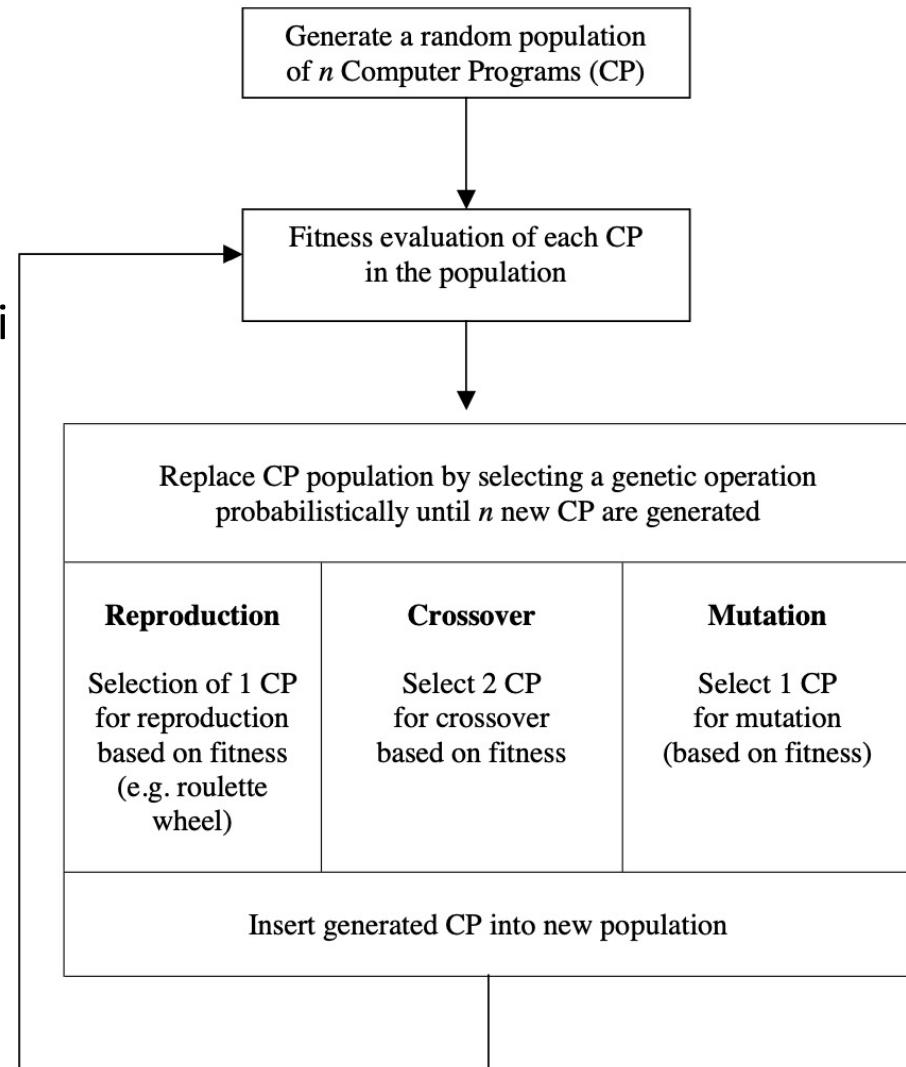 Generate a random population
of n Computer Programs (CP)
Fitness evaluation of each CP
in the population
i
Replace CP population by selecting a genetic operation
probabilistically until n new CP are generated
Reproduction
Selection of 1 CP
for reproduction
based on fitness
(e.g. roulette
wheel)
Crossover
Select 2 CP
for crossover
based on fitness
Mutation
Select 1 CP
for mutation
(based on fitness)
Insert generated CP into new population